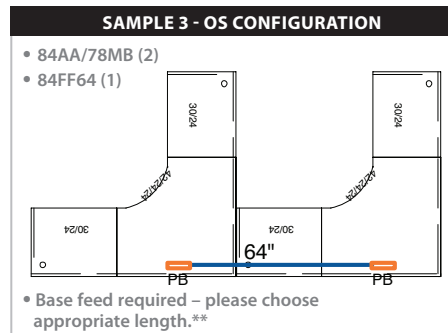 SAMPLE 3 - OS CONFIGURATION
• 84AA/78MB (2)
• 84FF64 (1)
30/24
30/24
42/24/24
42/24/24
30/24
30/24
64"
PB
PB
• Base feed required – please choose
appropriate length.**